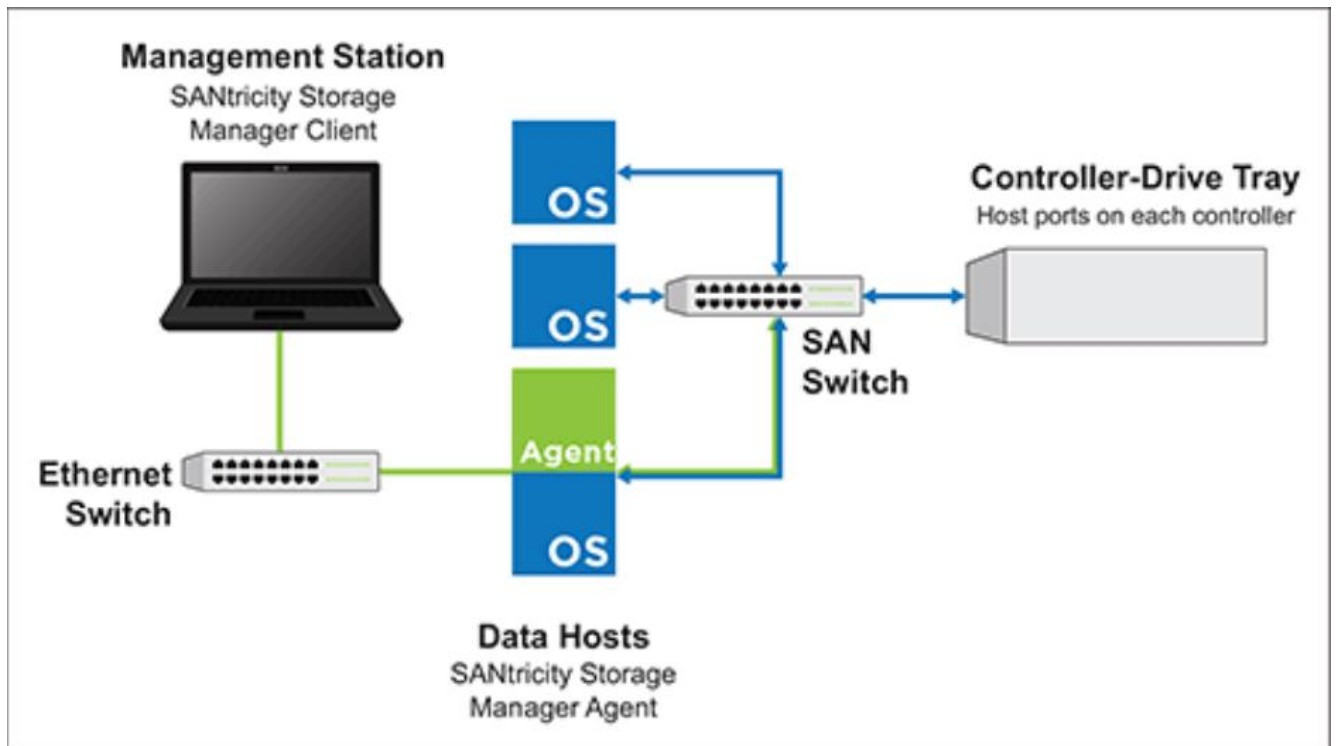 Management Station
SANtricity Storage
Manager Client
OS
Controller-Drive Tray
Host ports on each controller
OS
SAN
Switch
Agent
Ethernet
Switch
OS
Data Hosts
SANtricity Storage
Manager Agent